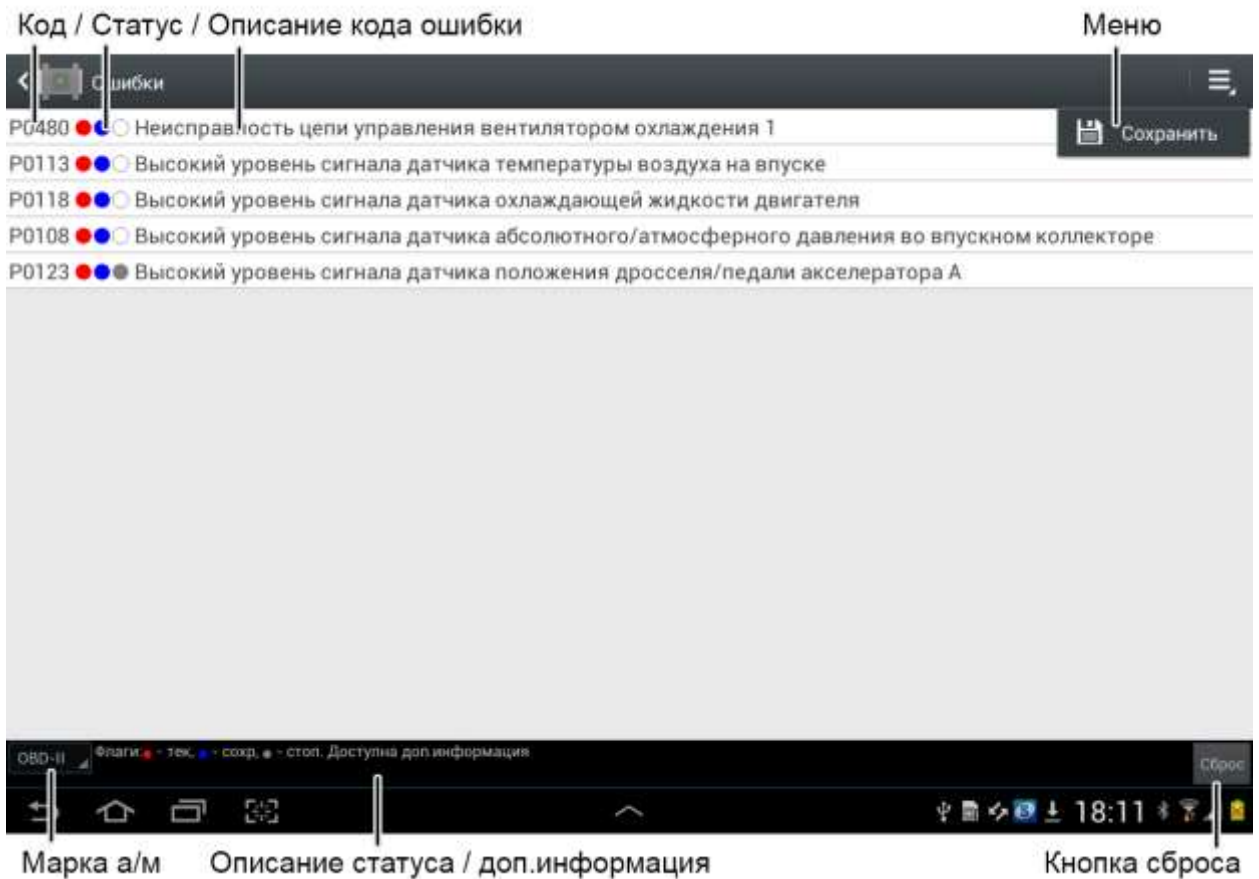 Код / Статус / Описание кода ошибки
Меню
Ошибки
P0480 Неисправность цепи управления вентилятором охлаждения 1
Сохранить
P0113 Высокий уровень сигнала датчика температуры воздуха на впуске
P0118 Высокий уровень сигнала датчика охлаждающей жидкости двигателя
P0108 Высокий уровень сигнала датчика абсолютного/атмосферного давления во впускном коллекторе
P0123 Высокий уровень сигнала датчика положения дросселя/педали акселератора А
OBD-II
Флаги: - тек, - сохр, - стоп. Доступна доп.информация
Сброс
18:11
Марка а/м
Описание статуса / доп.информация
Кнопка сброса